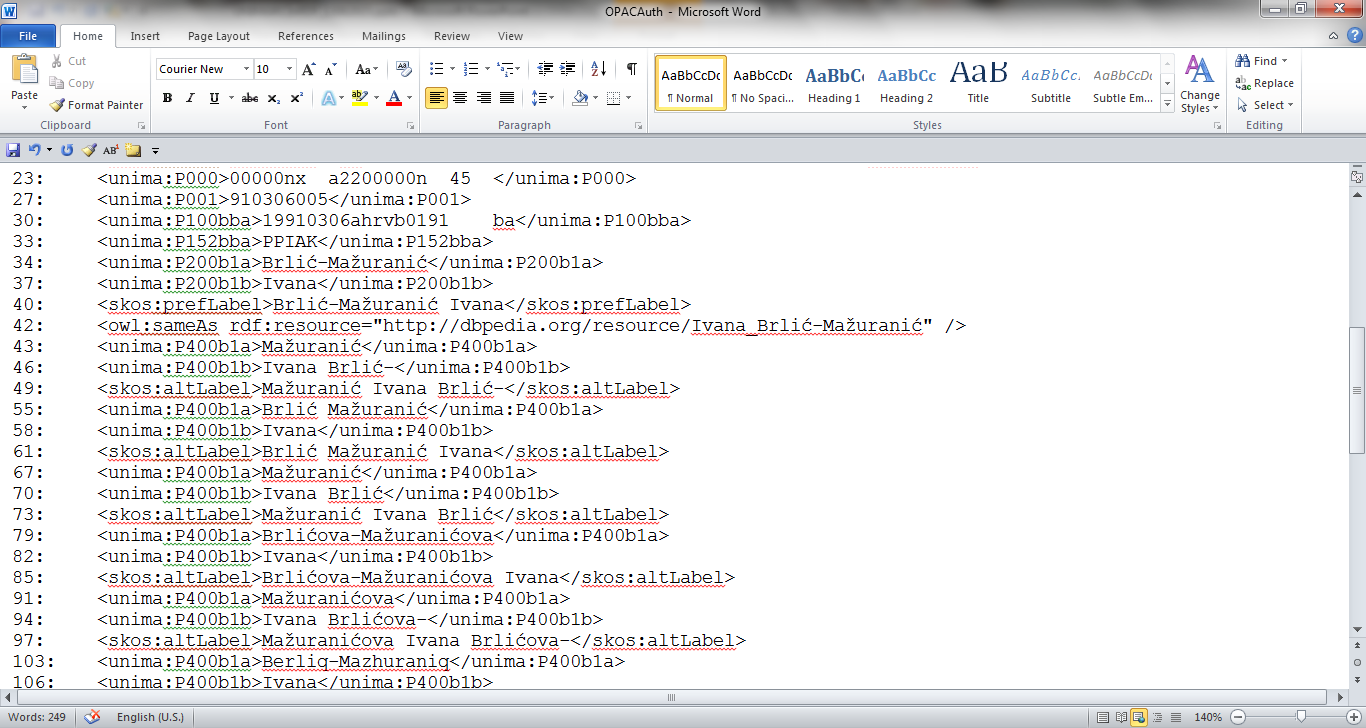 OPACAuth - Microsoft Word
File Home Insert Page Layout References Mailings Review View
Paste
Cut
Copy
Format Painter
Clipboard
Courier New 10
Font
Paragraph
AaBbCcDc AaBbCcDc AaBbCc AaBbCc AaB AaBbCc. AaBbCcDc
¶ Normal ¶ No Spaci... Heading 1 Heading 2 Title Subtitle Subtle Em...
Styles
Change Styles
Find
Replace
Select
Editing
23: <unima:P000>00000nx  a2200000n  45  </unima:P000>
27: <unima:P001>910306005</unima:P001>
30: <unima:P100bba>19910306ahrvb0191    ba</unima:P100bba>
33: <unima:P152bba>PPIAK</unima:P152bba>
34: <unima:P200b1a>Brlić-Mažuranić</unima:P200b1a>
37: <unima:P200b1b>Ivana</unima:P200b1b>
40: <skos:prefLabel>Brlić-Mažuranić Ivana</skos:prefLabel>
42: <owl:sameAs rdf:resource="http://dbpedia.org/resource/Ivana_Brlić-Mažuranić" />
43: <unima:P400b1a>Mažuranić</unima:P400b1a>
46: <unima:P400b1b>Ivana Brlić-</unima:P400b1b>
49: <skos:altLabel>Mažuranić Ivana Brlić-</skos:altLabel>
55: <unima:P400b1a>Brlić Mažuranić</unima:P400b1a>
58: <unima:P400b1b>Ivana</unima:P400b1b>
61: <skos:altLabel>Brlić Mažuranić Ivana</skos:altLabel>
67: <unima:P400b1a>Mažuranić</unima:P400b1a>
70: <unima:P400b1b>Ivana Brlić</unima:P400b1b>
73: <skos:altLabel>Mažuranić Ivana Brlić</skos:altLabel>
79: <unima:P400b1a>Brlićova-Mažuranićova</unima:P400b1a>
82: <unima:P400b1b>Ivana</unima:P400b1b>
85: <skos:altLabel>Brlićova-Mažuranićova Ivana</skos:altLabel>
91: <unima:P400b1a>Mažuranićova</unima:P400b1a>
94: <unima:P400b1b>Ivana Brlićova-</unima:P400b1b>
97: <skos:altLabel>Mažuranićova Ivana Brlićova-</skos:altLabel>
103: <unima:P400b1a>Berliq-Mazhuraniq</unima:P400b1a>
106: <unima:P400b1b>Ivana</unima:P400b1b>
Words: 249 English (U.S.) 140%